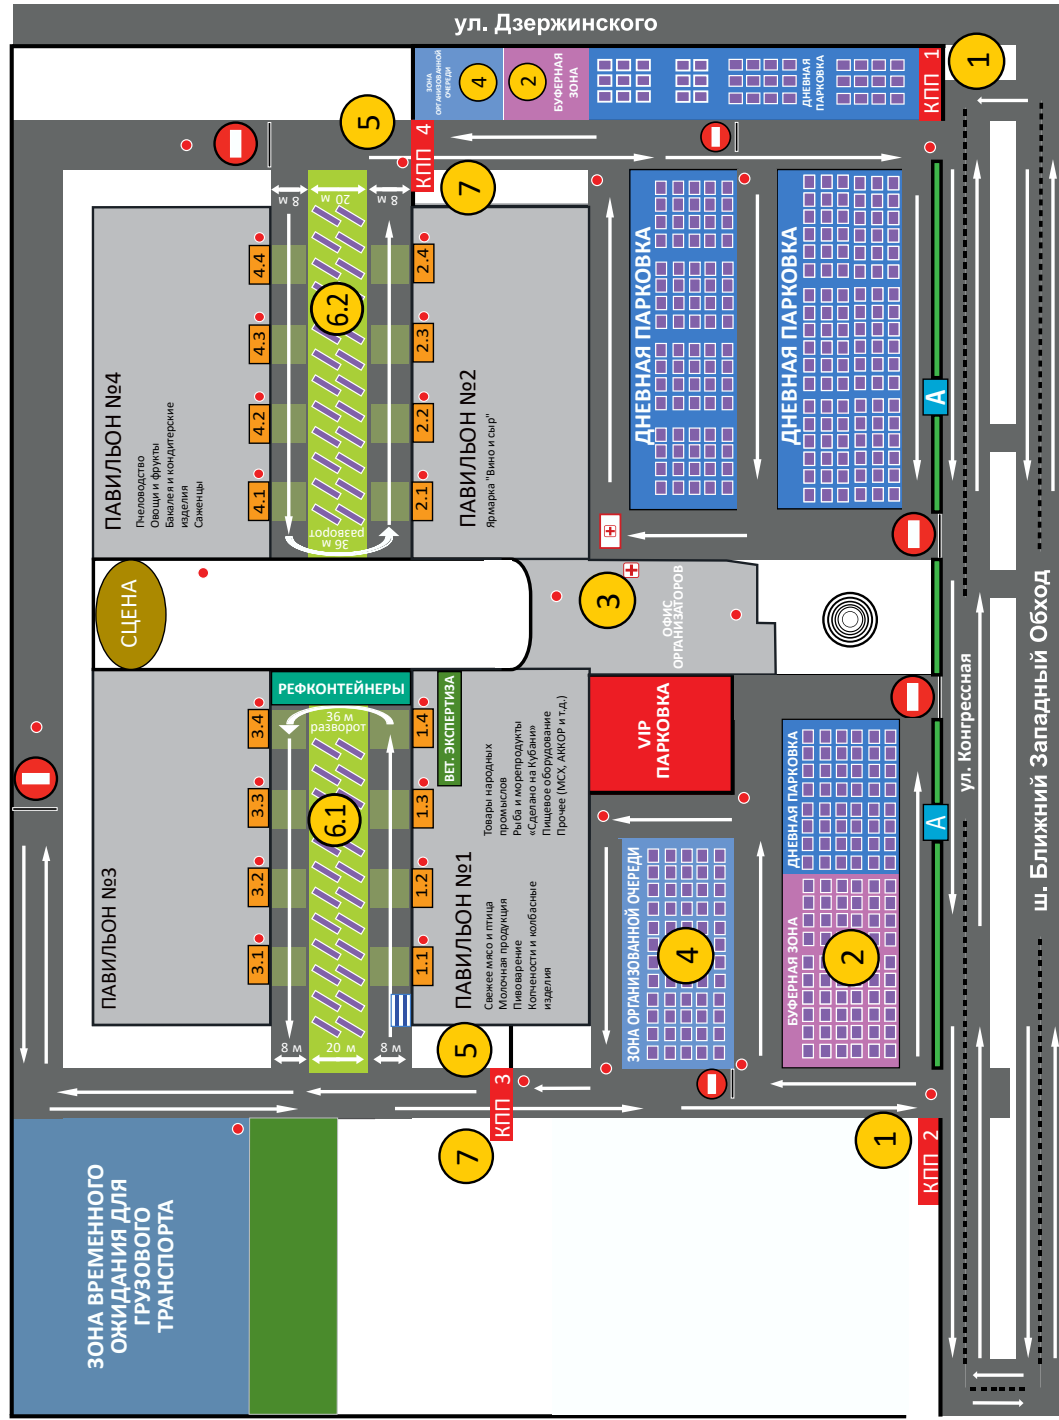 ул. Дзержинского
ЗОНА
ОРГАНИЗОВАННОЙ
ОЧЕРЕДИ
4
2
БУФЕРНАЯ
ЗОНА
ДНЕВНАЯ
ПАРКОВКА
КПП 1
1
5
КПП 4
7
8 м
20 м
8 м
4.4
4.3
4.2
4.1
6.2
2.4
2.3
2.2
2.1
36 м
разворот
ПАВИЛЬОН №4
Пчеловодство
Овощи и фрукты
Бакалея и кондитерские
изделия
Саженцы
ПАВИЛЬОН №2
Ярмарка "Вино и сыр"
ДНЕВНАЯ ПАРКОВКА
ДНЕВНАЯ ПАРКОВКА
А
СЦЕНА
3
ОФИС
ОРГАНИЗАТОРОВ
РЕФКОНТЕЙНЕРЫ
ВЕТ. ЭКСПЕРТИЗА
VIP
ПАРКОВКА
36 м
разворот
3.4
3.3
3.2
3.1
6.1
1.4
1.3
1.2
1.1
8 м
20 м
8 м
ПАВИЛЬОН №3
ПАВИЛЬОН №1
Свежее мясо и птица
Молочная продукция
Пивоварение
Копчености и колбасные
изделия
Товары народных
промыслов
Рыба и морепродукты
«Сделано на Кубани»
Пищевое оборудование
Прочее (МСХ, АККОР и т.д.)
ЗОНА ОРГАНИЗОВАННОЙ ОЧЕРЕДИ
4
ДНЕВНАЯ ПАРКОВКА
БУФЕРНАЯ ЗОНА
2
А
ул. Конгрессная
ш. Ближний Западный Обход
5
КПП 3
7
1
КПП 2
ЗОНА ВРЕМЕННОГО
ОЖИДАНИЯ ДЛЯ
ГРУЗОВОГО
ТРАНСПОРТА